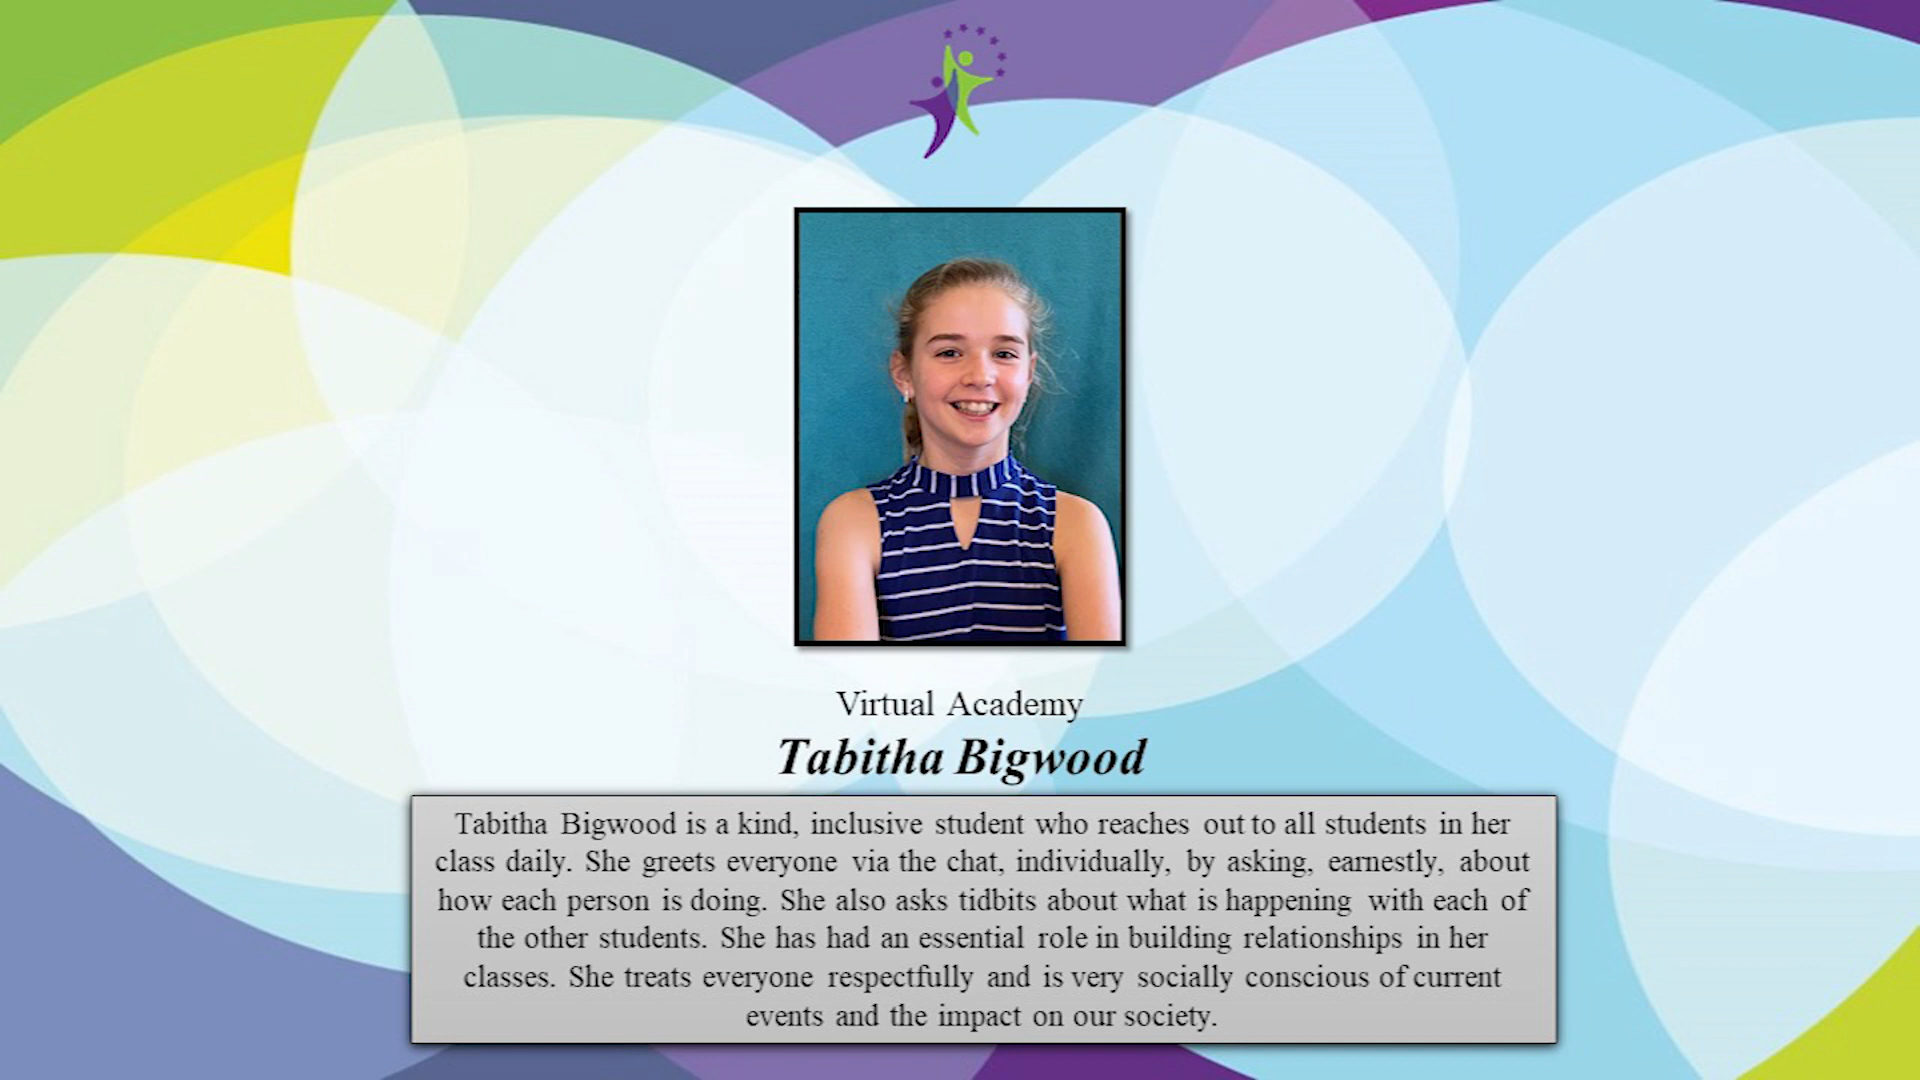 Virtual Academy
Tabitha Bigwood
Tabitha Bigwood is a kind, inclusive student who reaches out to all students in her
class daily. She greets everyone via the chat, individually, by asking, earnestly, about
how each person is doing. She also asks tidbits about what is happening with each of
the other students. She has had an essential role in building relationships in her
classes. She treats everyone respectfully and is very socially conscious of current
events and the impact on our society.